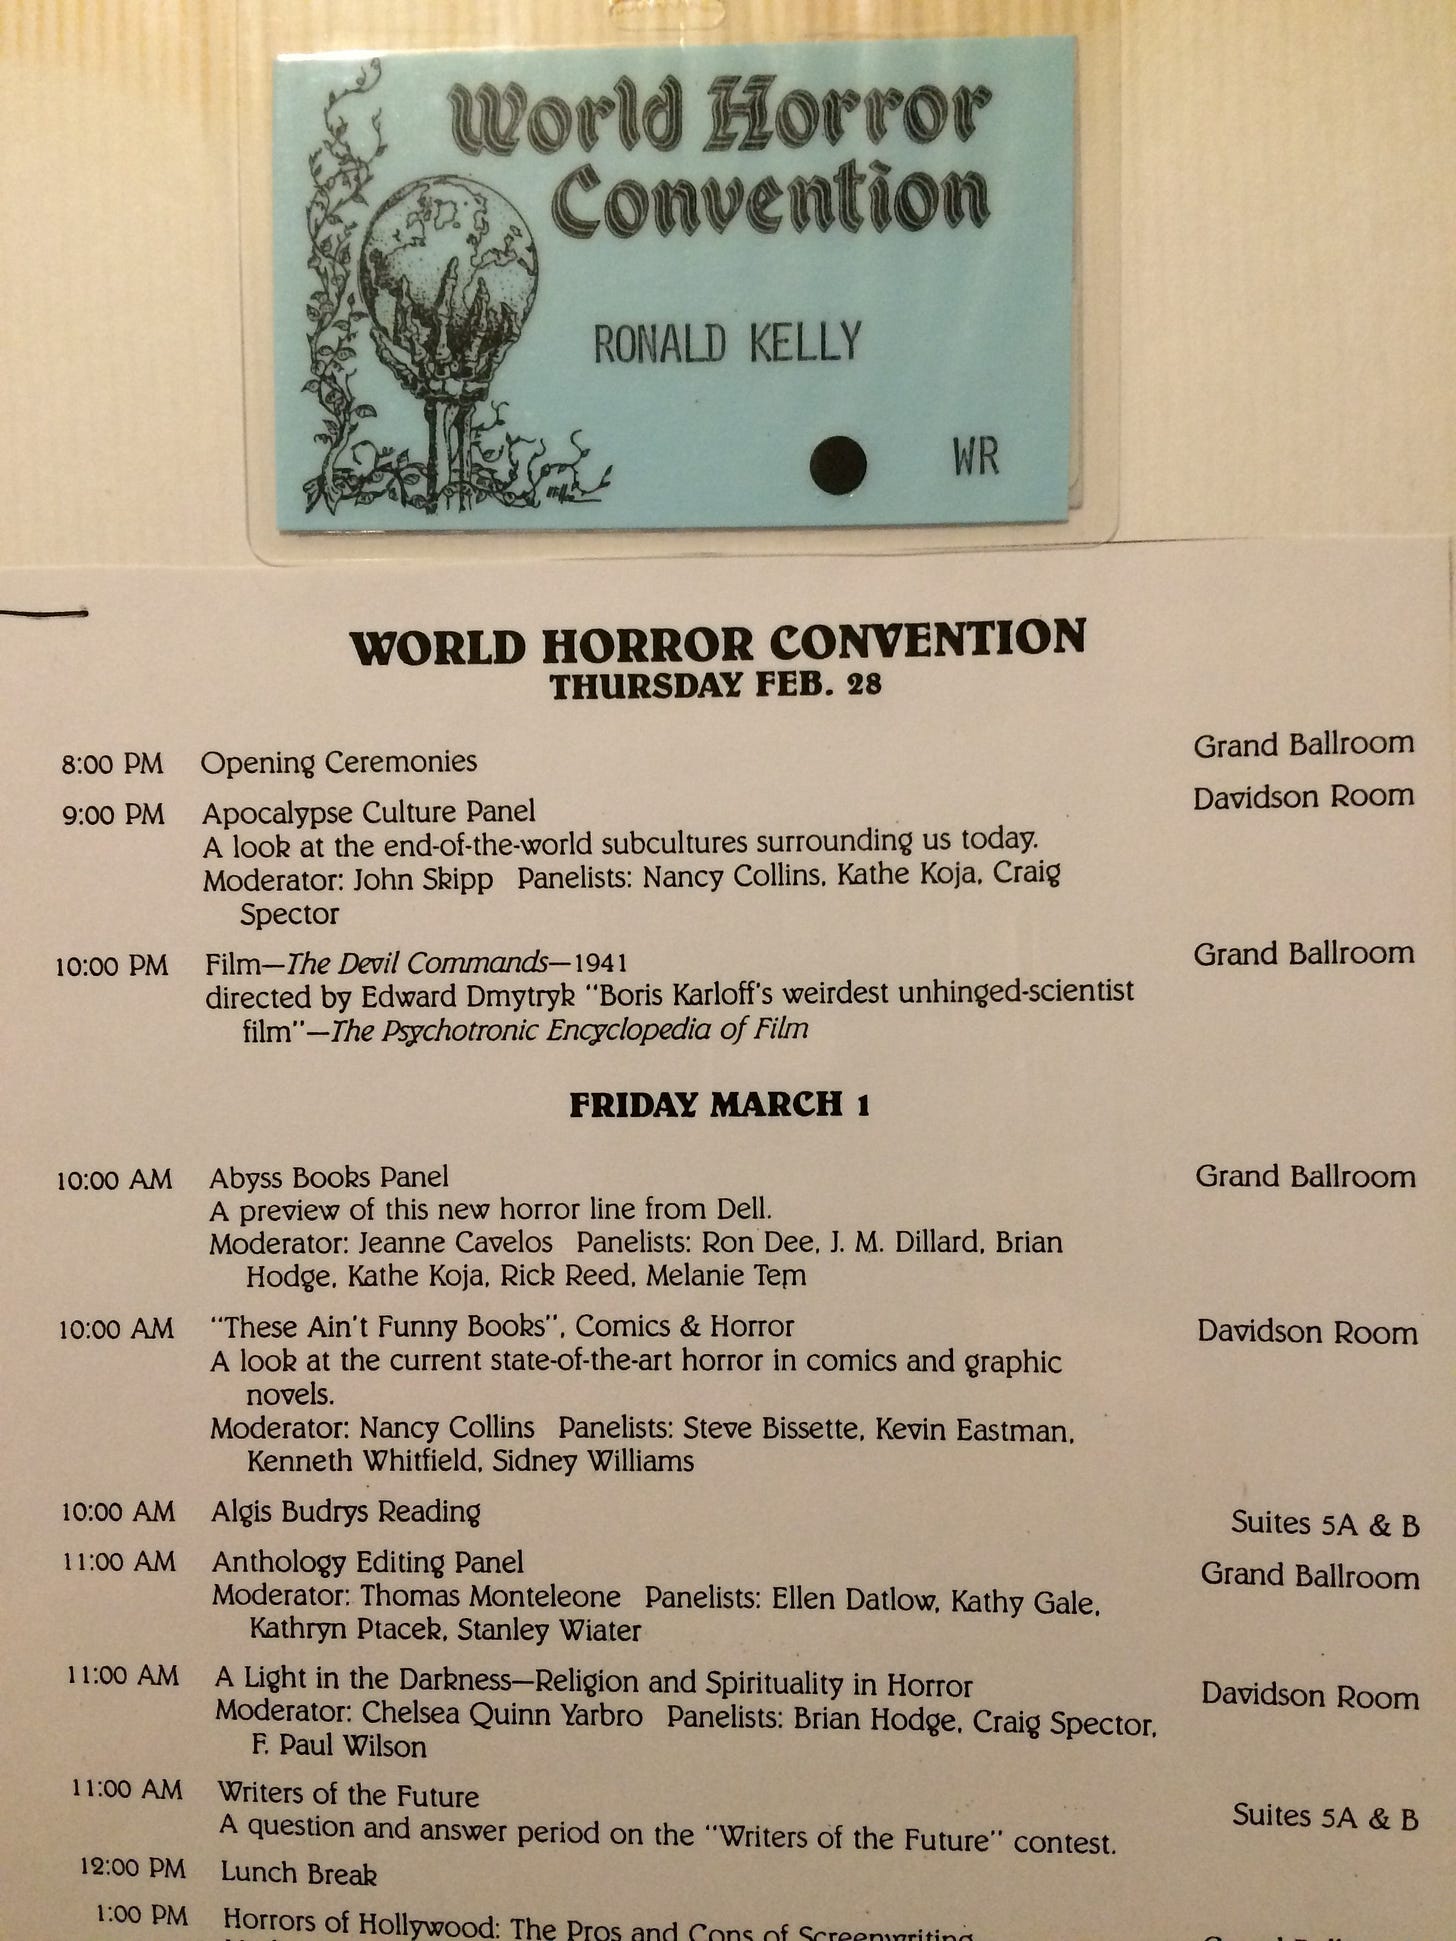 World Horror
Convention
RONALD KELLY
WR
WORLD HORROR CONVENTION
THURSDAY FEB. 28
8:00 PM Opening Ceremonies Grand Ballroom
9:00 PM Apocalypse Culture Panel Davidson Room
A look at the end-of-the-world subcultures surrounding us today.
Moderator: John Skipp Panelists: Nancy Collins, Kathe Koja, Craig
Spector
10:00 PM Film—The Devil Commands—1941 Grand Ballroom
directed by Edward Dmytryk "Boris Karloff's weirdest unhinged-scientist
film"—The Psychotronic Encyclopedia of Film
FRIDAY MARCH 1
10:00 AM Abyss Books Panel Grand Ballroom
A preview of this new horror line from Dell.
Moderator: Jeanne Cavelos Panelists: Ron Dee, J. M. Dillard, Brian
Hodge, Kathe Koja, Rick Reed, Melanie Tem
10:00 AM "These Ain't Funny Books", Comics & Horror Davidson Room
A look at the current state-of-the-art horror in comics and graphic
novels.
Moderator: Nancy Collins Panelists: Steve Bissette, Kevin Eastman,
Kenneth Whitfield, Sidney Williams
10:00 AM Algis Budrys Reading Suites 5A & B
11:00 AM Anthology Editing Panel Grand Ballroom
Moderator: Thomas Monteleone Panelists: Ellen Datlow, Kathy Gale,
Kathryn Ptacek, Stanley Wiater
11:00 AM A Light in the Darkness—Religion and Spirituality in Horror Davidson Room
Moderator: Chelsea Quinn Yarbro Panelists: Brian Hodge, Craig Spector,
F. Paul Wilson
11:00 AM Writers of the Future Suites 5A & B
A question and answer period on the "Writers of the Future" contest.
12:00 PM Lunch Break
1:00 PM Horrors of Hollywood: The Pros and Cons of Screenwriting